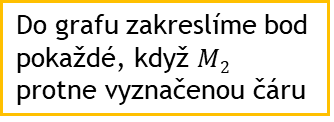 Do grafu zakreslíme bod
pokaždé, když M₂
protne vyznačenou čáru